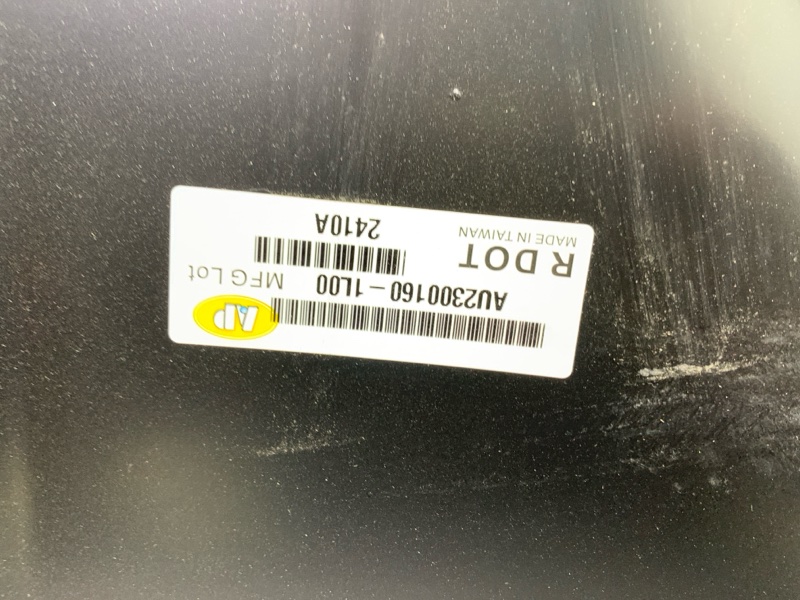 AP
AU2300160-1L00
MFG Lot
R DOT
MADE IN TAIWAN
2410A